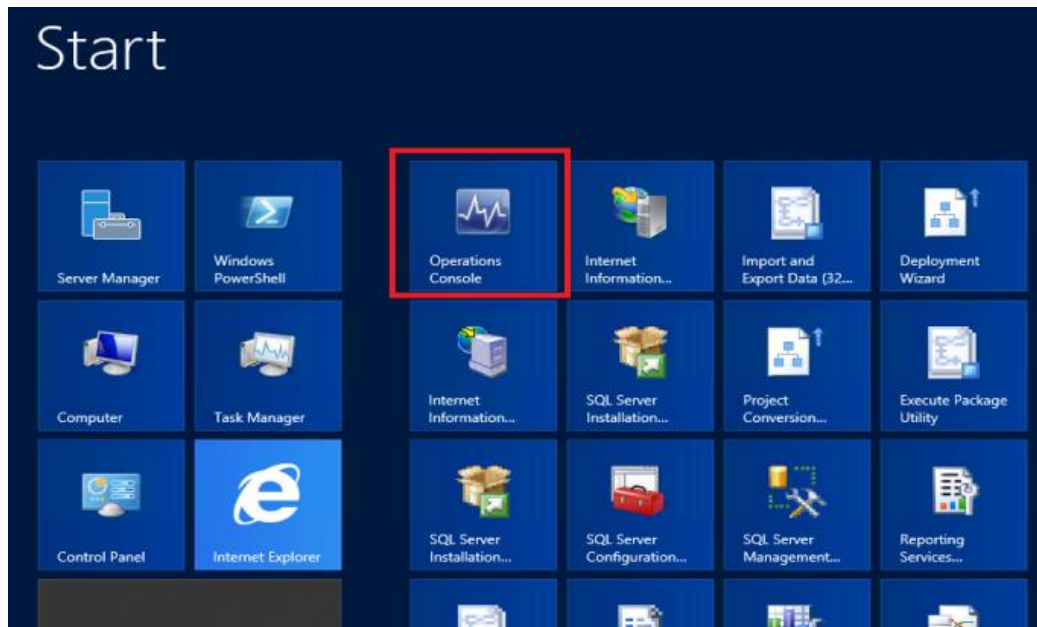 Start
Server Manager
Windows
PowerShell
Operations
Console
Internet
Information...
Import and
Export Data (32...
Deployment
Wizard
Computer
Task Manager
Internet
Information...
SQL Server
Installation...
Project
Conversion...
Execute Package
Utility
Control Panel
Internet Explorer
SQL Server
Installation...
SQL Server
Configuration...
SQL Server
Management...
Reporting
Services...